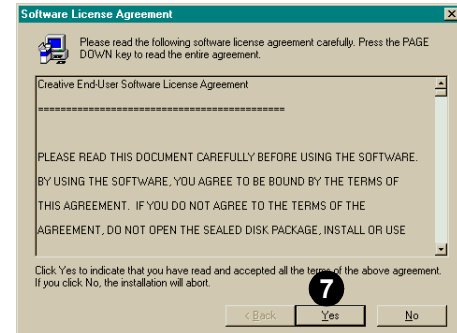 Software License Agreement
Please read the following software license agreement carefully. Press the PAGE
DOWN key to read the entire agreement.
Creative End-User Software License Agreement
============================================
PLEASE READ THIS DOCUMENT CAREFULLY BEFORE USING THE SOFTWARE.
BY USING THE SOFTWARE, YOU AGREE TO BE BOUND BY THE TERMS OF
THIS AGREEMENT. IF YOU DO NOT AGREE TO THE TERMS OF THE
AGREEMENT, DO NOT OPEN THE SEALED DISK PACKAGE, INSTALL OR USE
Click Yes to indicate that you have read and accepted all the terms of the above agreement.
If you click No, the installation will abort.
7
< Back Yes No